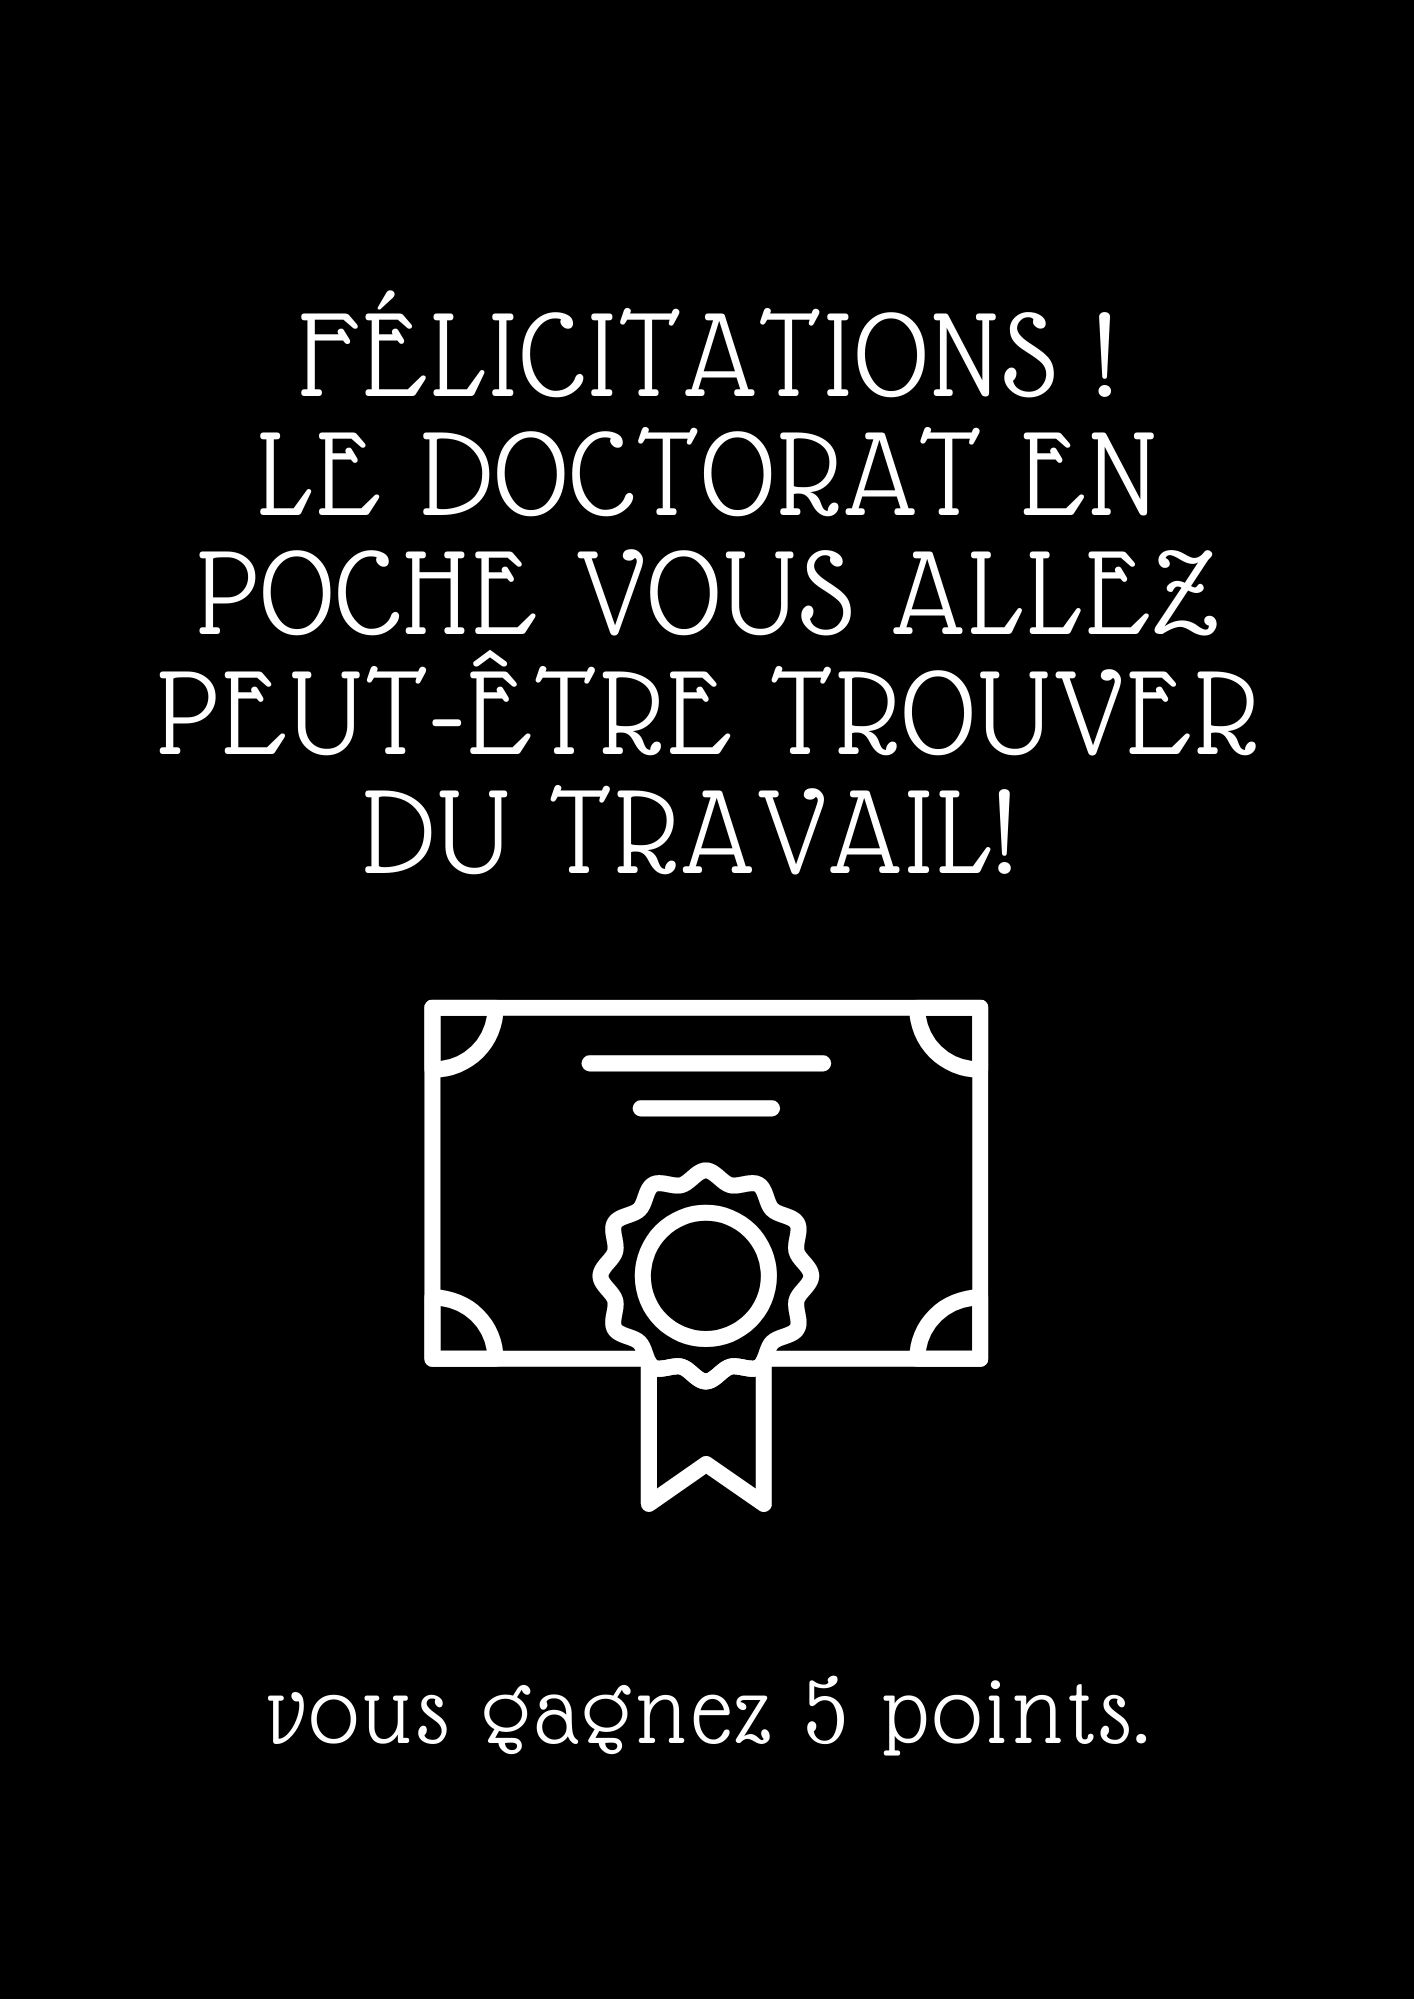 FÉLICITATIONS !
LE DOCTORAT EN
POCHE VOUS ALLEZ
PEUT-ÊTRE TROUVER
DU TRAVAIL!
vous gagnez 5 points.